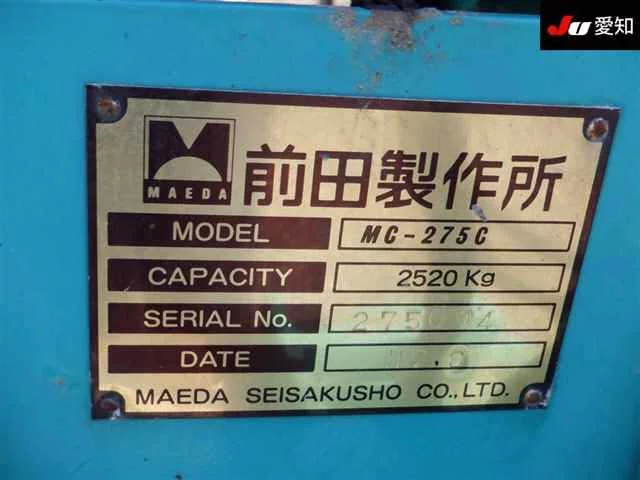 JU 愛知
MAEDA
前田製作所
MODEL MC-275C
CAPACITY 2520 Kg
SERIAL No.
DATE
MAEDA SEISAKUSHO CO.,LTD.